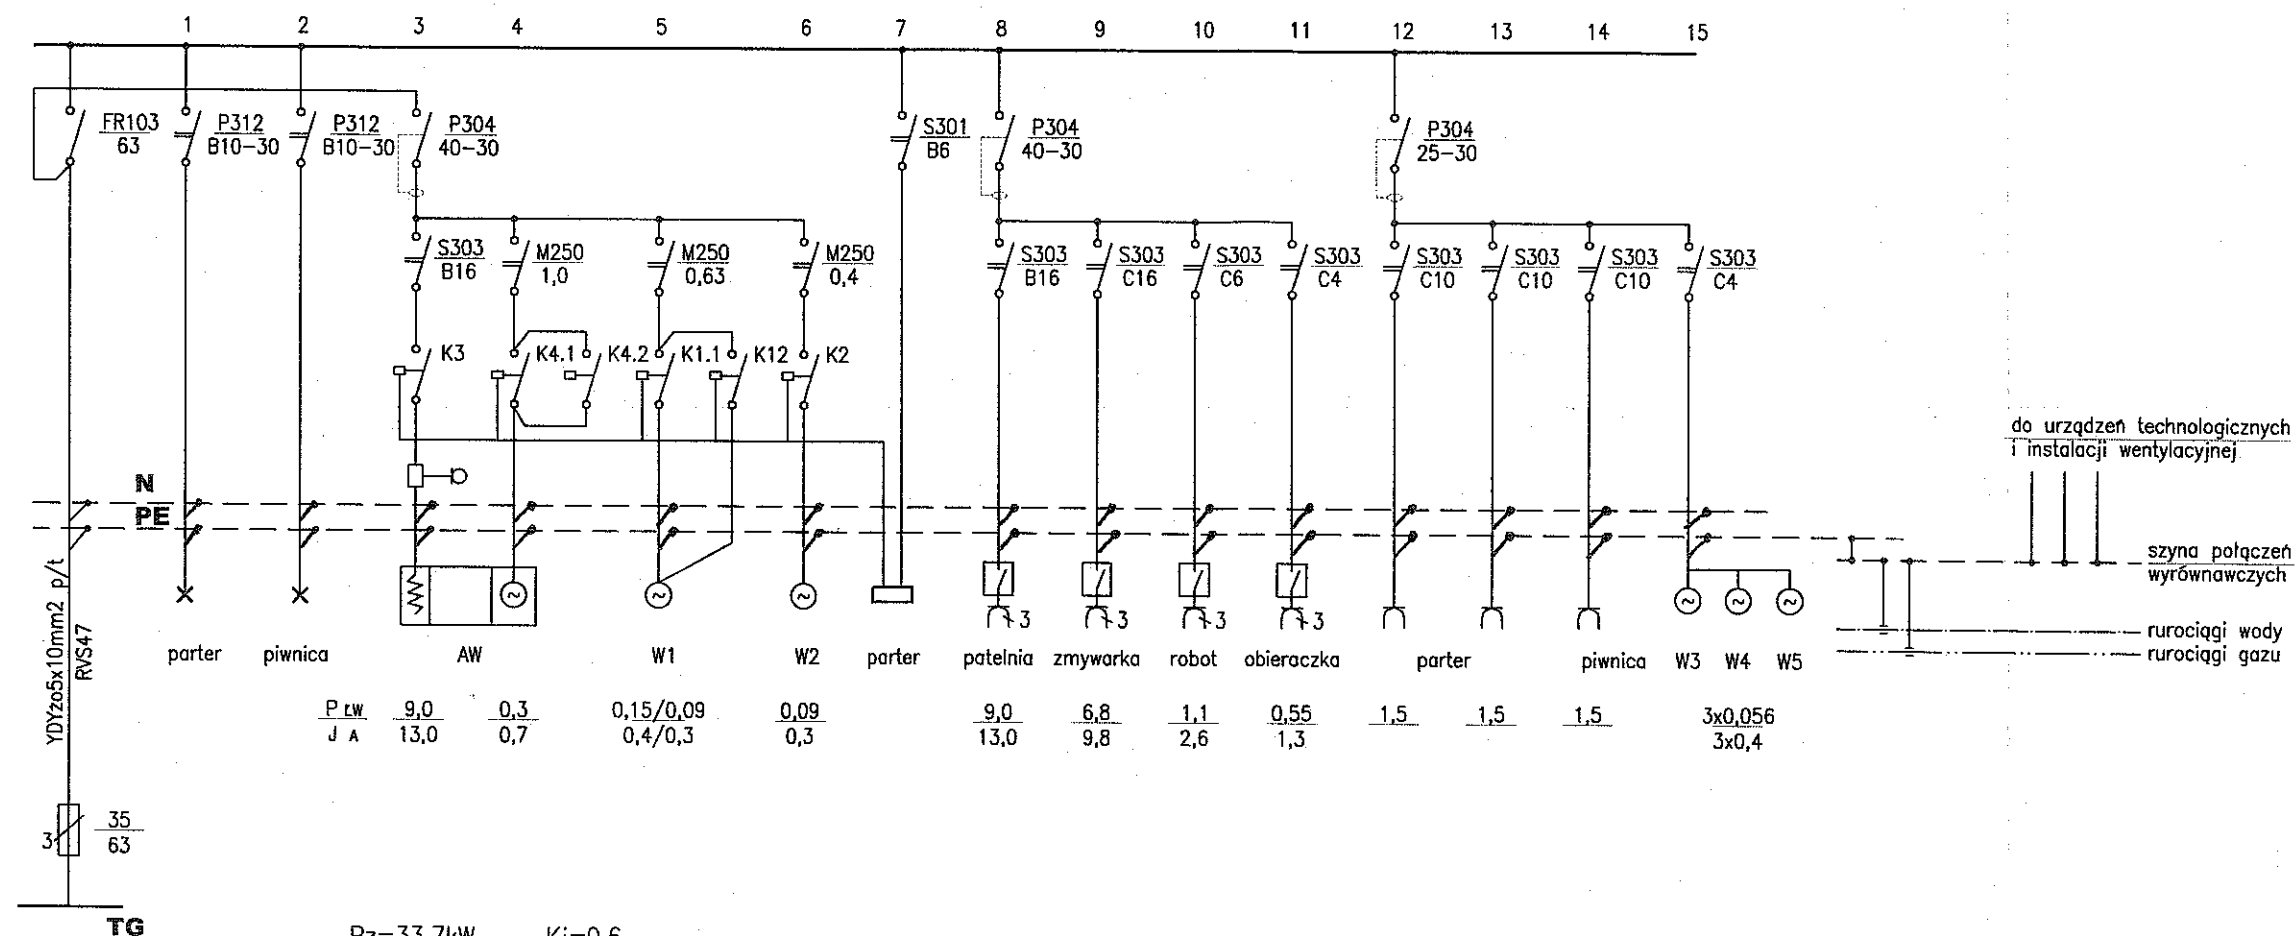 1 2 3 4 5 6 7 8 9 10 11 12 13 14 15
FR103
63
P312
B10-30
P312
B10-30
P304
40-30
S301
B6
P304
40-30
P304
25-30
S303
B16
M250
1,0
M250
0,63
M250
0,4
S303
B16
S303
C16
S303
C6
S303
C4
S303
C10
S303
C10
S303
C10
S303
C4
K3 K4.1 K4.2 K1.1 K12 K2
do urządzeń technologicznych
i instalacji wentylacyjnej
N
PE
szyna połączeń
wyrównawczych
3 3 3 3
rurociągi wody
rurociągi gazu
YDYżo5x10mm2 p/t
RVS47
parter piwnica AW W1 W2 parter patelnia zmywarka robot obieraczka parter piwnica W3 W4 W5
P kW 9,0 0,3 0,15/0,09 0,09 9,0 6,8 1,1 0,55 1,5 1,5 1,5 3x0,056
J A 13,0 0,7 0,4/0,3 0,3 13,0 9,8 2,6 1,3 3x0,4
3
35
63
TG
Pz=33,7kW Kj=0,6